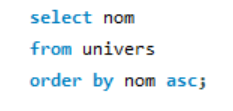 select nom
from univers
order by nom asc;